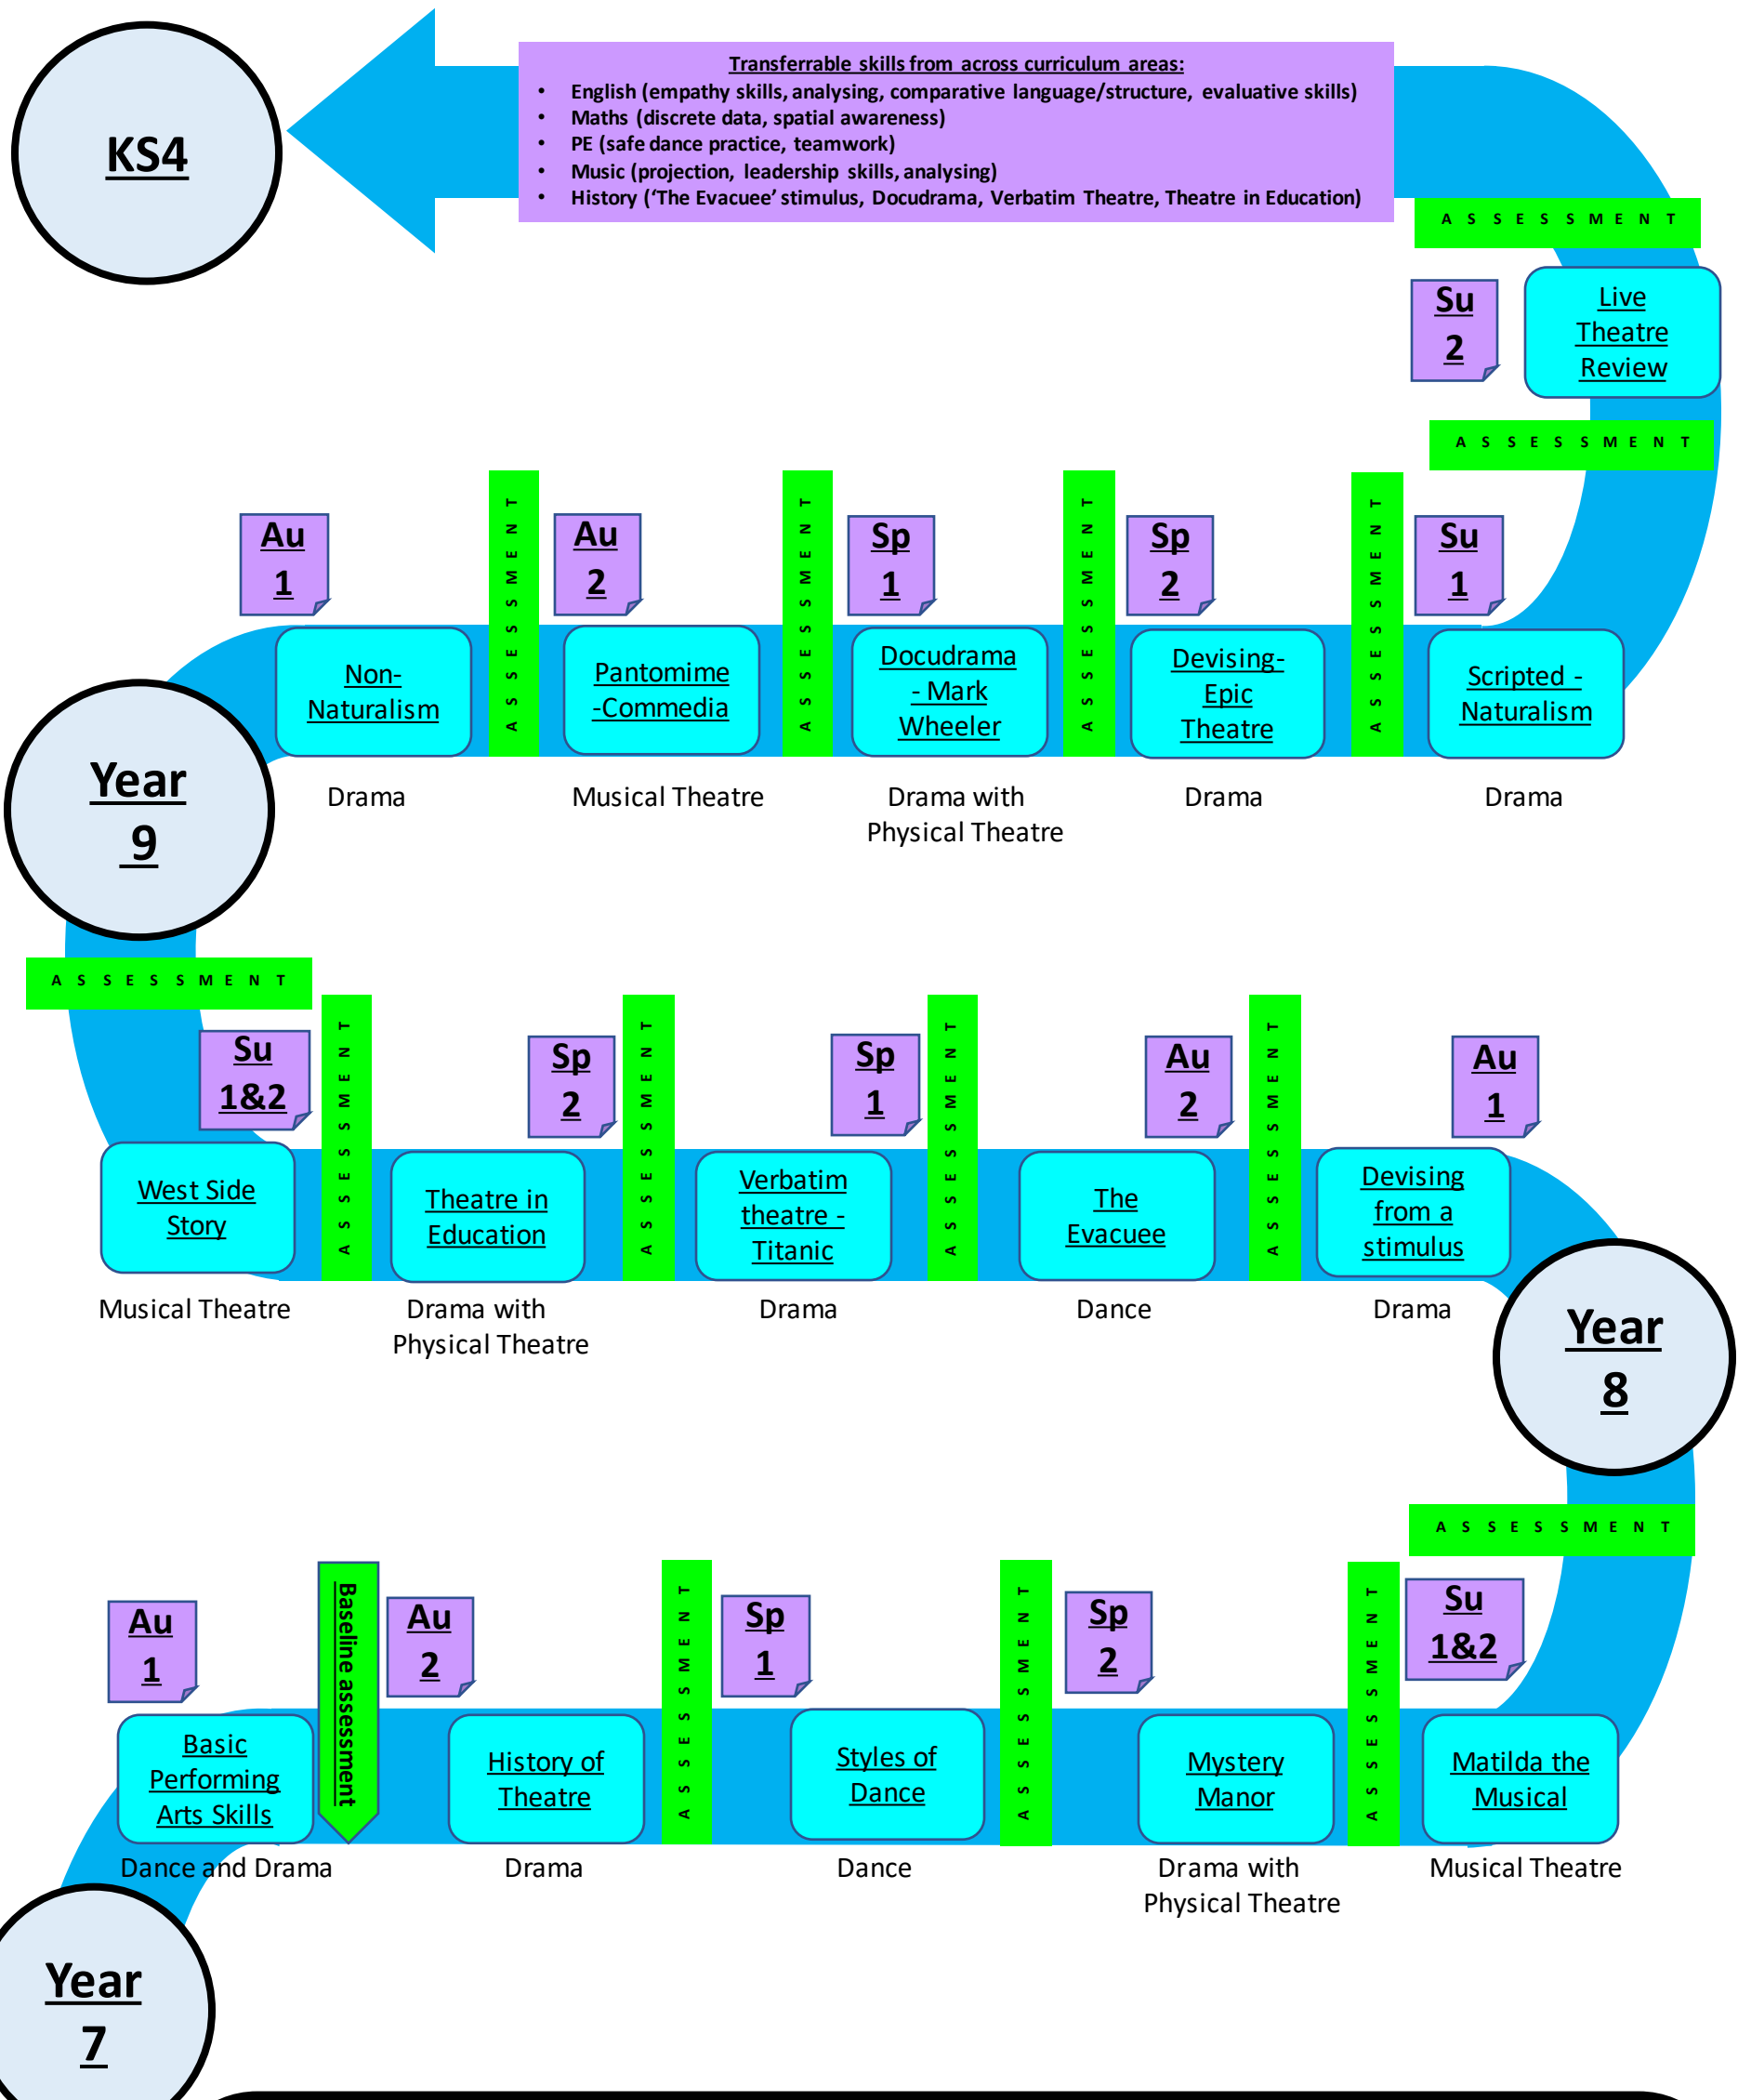 KS4
Transferrable skills from across curriculum areas:
• English (empathy skills, analysing, comparative language/structure, evaluative skills)
• Maths (discrete data, spatial awareness)
• PE (safe dance practice, teamwork)
• Music (projection, leadership skills, analysing)
• History (‘The Evacuee’ stimulus, Docudrama, Verbatim Theatre, Theatre in Education)
ASSESSMENT
Su
2
Live
Theatre
Review
ASSESSMENT
Au
1
ASSESSMENT
Au
2
ASSESSMENT
Sp
1
ASSESSMENT
Sp
2
ASSESSMENT
Su
1
Non-
Naturalism
Pantomime
-Commedia
Docudrama
- Mark
Wheeler
Devising-
Epic
Theatre
Scripted -
Naturalism
Drama
Musical Theatre
Drama with
Physical Theatre
Drama
Drama
Year
9
ASSESSMENT
Su
1&2
ASSESSMENT
Sp
2
ASSESSMENT
Sp
1
ASSESSMENT
Au
2
ASSESSMENT
Au
1
West Side
Story
Theatre in
Education
Verbatim
theatre -
Titanic
The
Evacuee
Devising
from a
stimulus
Musical Theatre
Drama with
Physical Theatre
Drama
Dance
Drama
Year
8
ASSESSMENT
Au
1
Baseline assessment
Au
2
ASSESSMENT
Sp
1
ASSESSMENT
Sp
2
ASSESSMENT
Su
1&2
Basic
Performing
Arts Skills
History of
Theatre
Styles of
Dance
Mystery
Manor
Matilda the
Musical
Dance and Drama
Drama
Dance
Drama with
Physical Theatre
Musical Theatre
Year
7